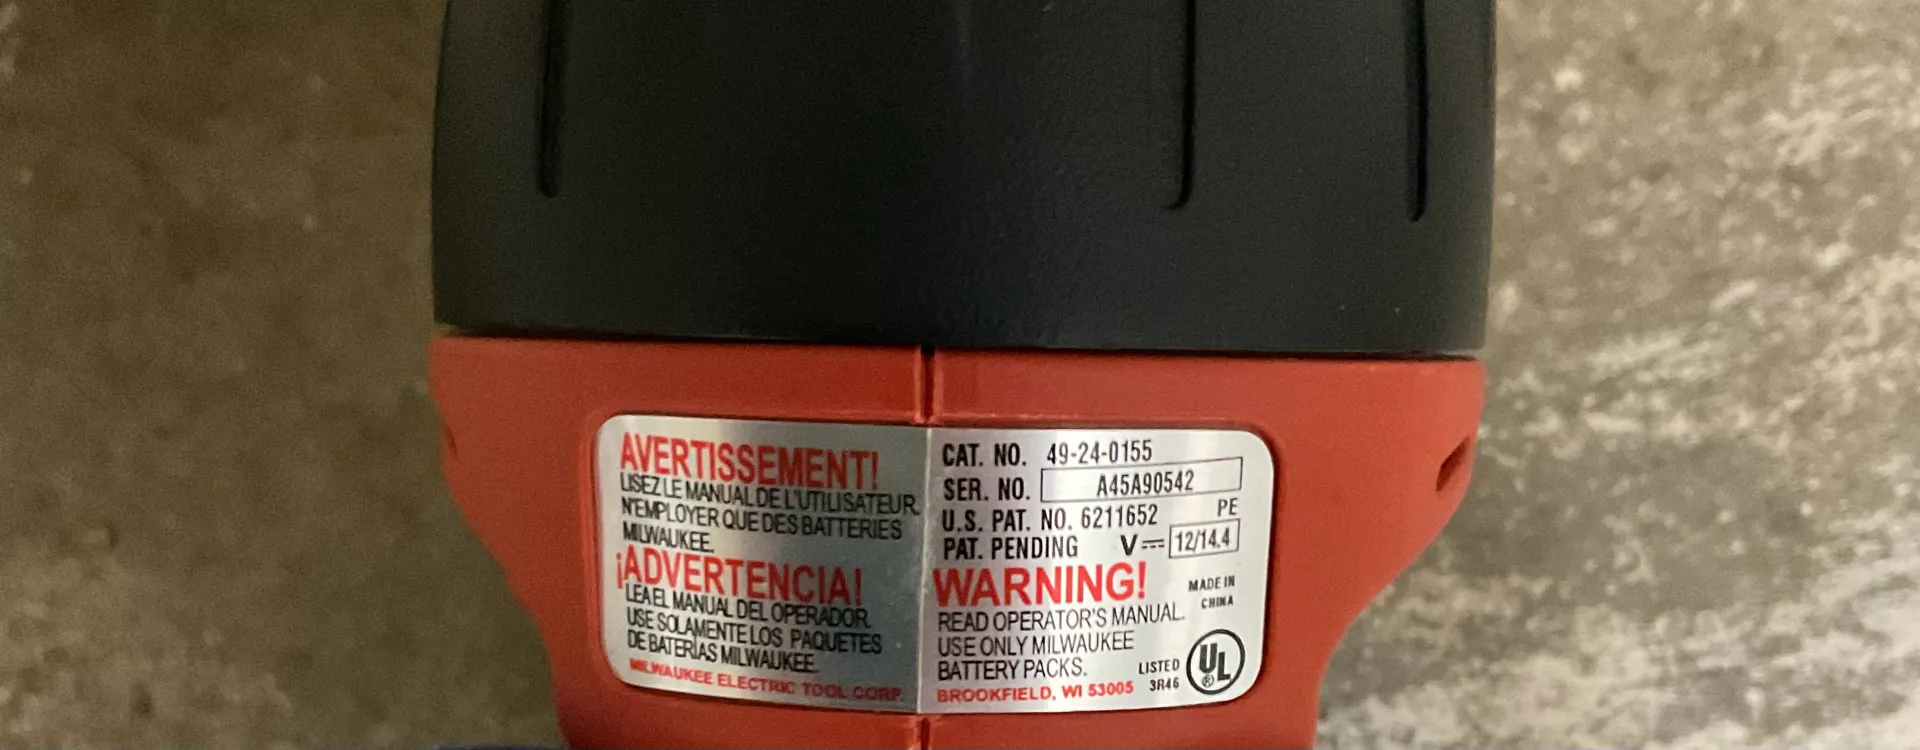 AVERTISSEMENT!
LISEZ LE MANUAL DE L'UTILISATEUR.
N'EMPLOYER QUE DES BATTERIES
MILWAUKEE.
¡ADVERTENCIA!
LEA EL MANUAL DEL OPERADOR.
USE SOLAMENTE LOS PAQUETES
DE BATERÍAS MILWAUKEE.
MILWAUKEE ELECTRIC TOOL CORP.
CAT. NO. 49-24-0155
SER. NO. A45A90542
U.S. PAT. NO. 6211652 PE
PAT. PENDING V 12/14.4
WARNING! MADE IN
CHINA
READ OPERATOR'S MANUAL.
USE ONLY MILWAUKEE
BATTERY PACKS. LISTED
BROOKFIELD, WI 53005 3R46
UL®